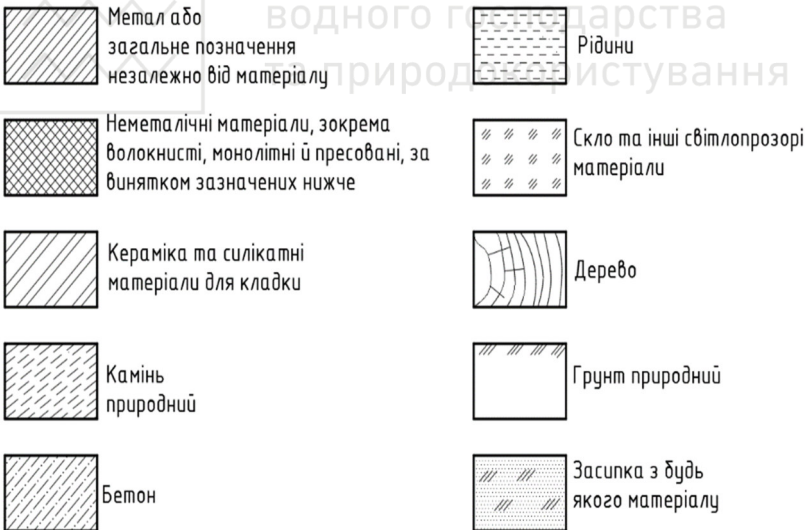 водного господарства
та природокористування
Метал або
загальне позначення
незалежно від матеріалу
Неметалічні матеріали, зокрема
волокнисті, монолітні й пресовані, за
винятком зазначених нижче
Кераміка та силікатні
матеріали для кладки
Камінь
природний
Бетон
Рідини
Скло та інші світлопрозорі
матеріали
Дерево
Грунт природний
Засипка з будь
якого матеріалу